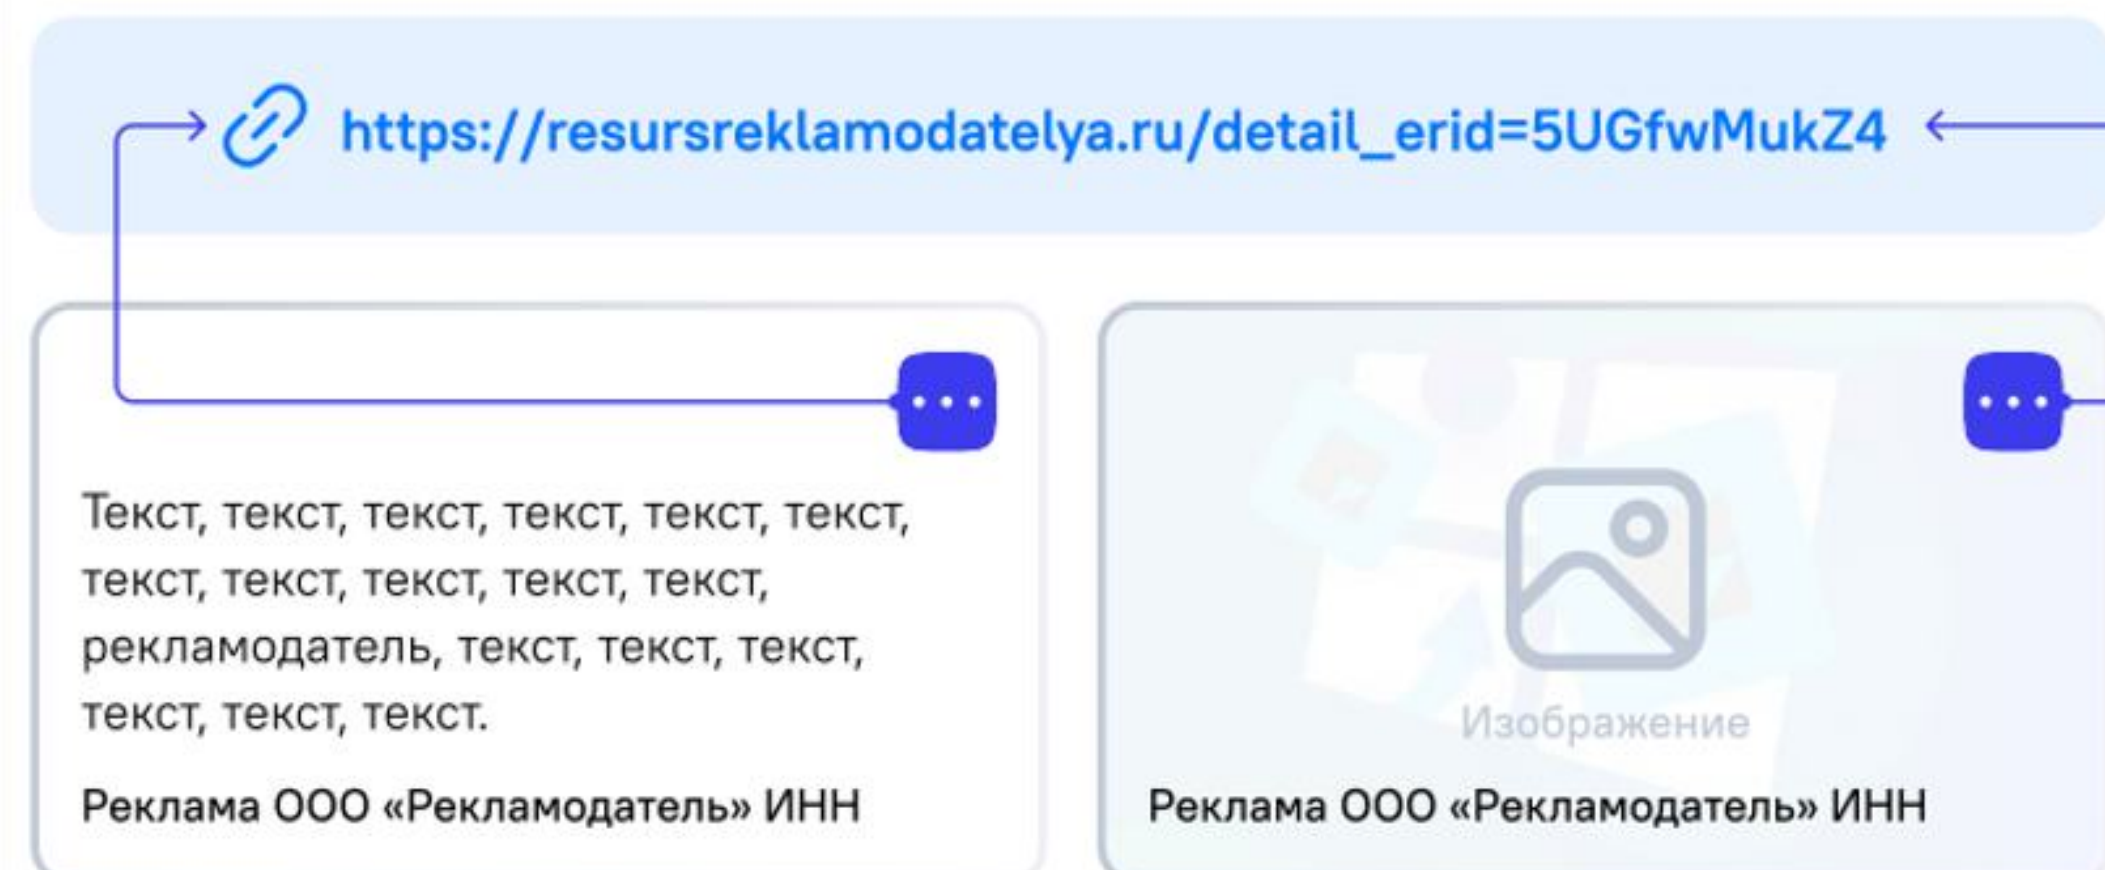 https://resursreklamodatelya.ru/detail_erid=5UGfwMukZ4
Текст, текст, текст, текст, текст, текст,
текст, текст, текст, текст, текст,
рекламодатель, текст, текст, текст,
текст, текст, текст.
Реклама ООО «Рекламодатель» ИНН
Изображение
Реклама ООО «Рекламодатель» ИНН